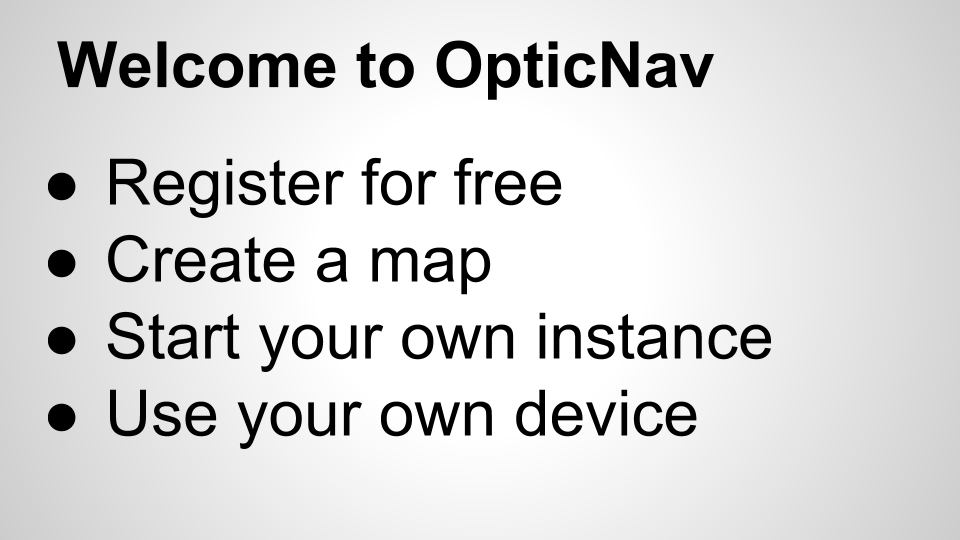 Welcome to OpticNav
● Register for free
● Create a map
● Start your own instance
● Use your own device